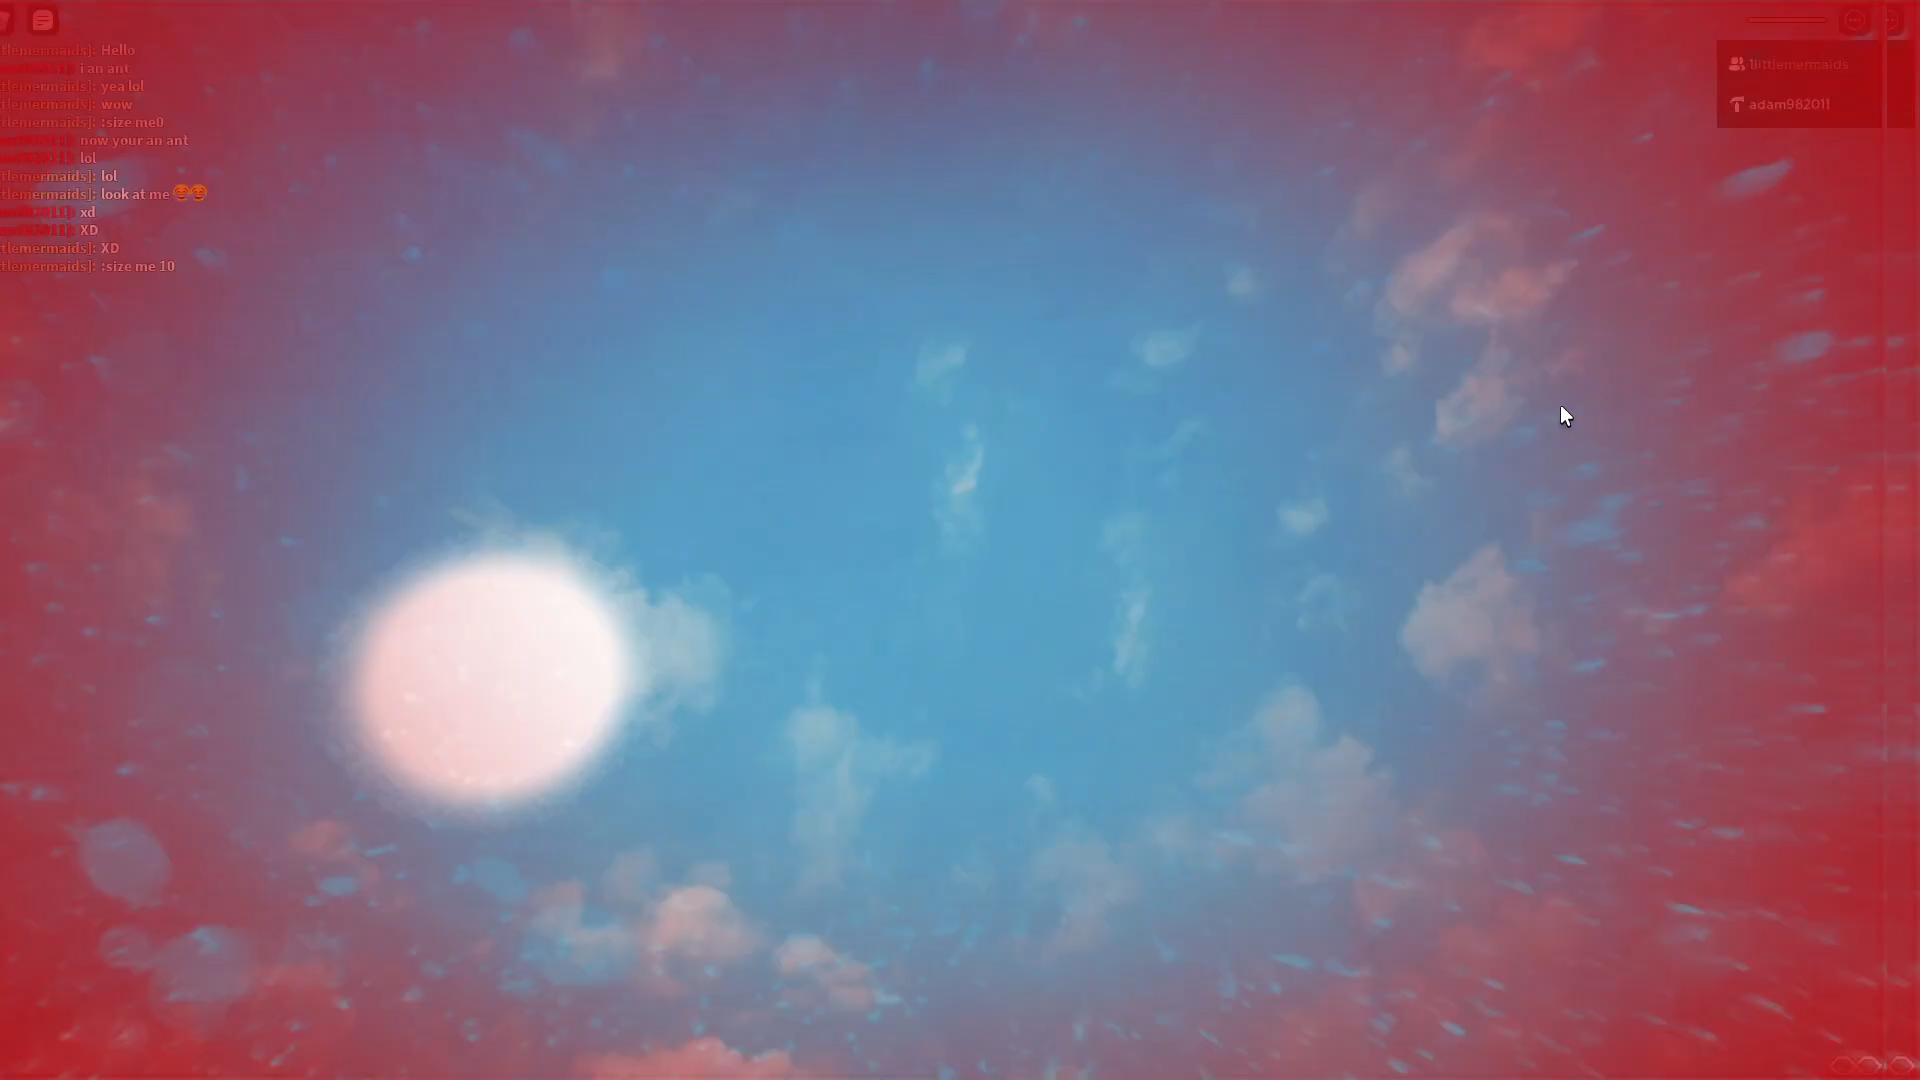 tlemermaids]: Hello
i an ant
tlemermaids]: yea lol
tlemermaids]: wow
tlemermaids]: :size me0
now your an ant
lol
tlemermaids]: lol
tlemermaids]: look at me 😊😊
xd
XD
tlemermaids]: XD
tlemermaids]: :size me 10
1littlemermaids
adam982011